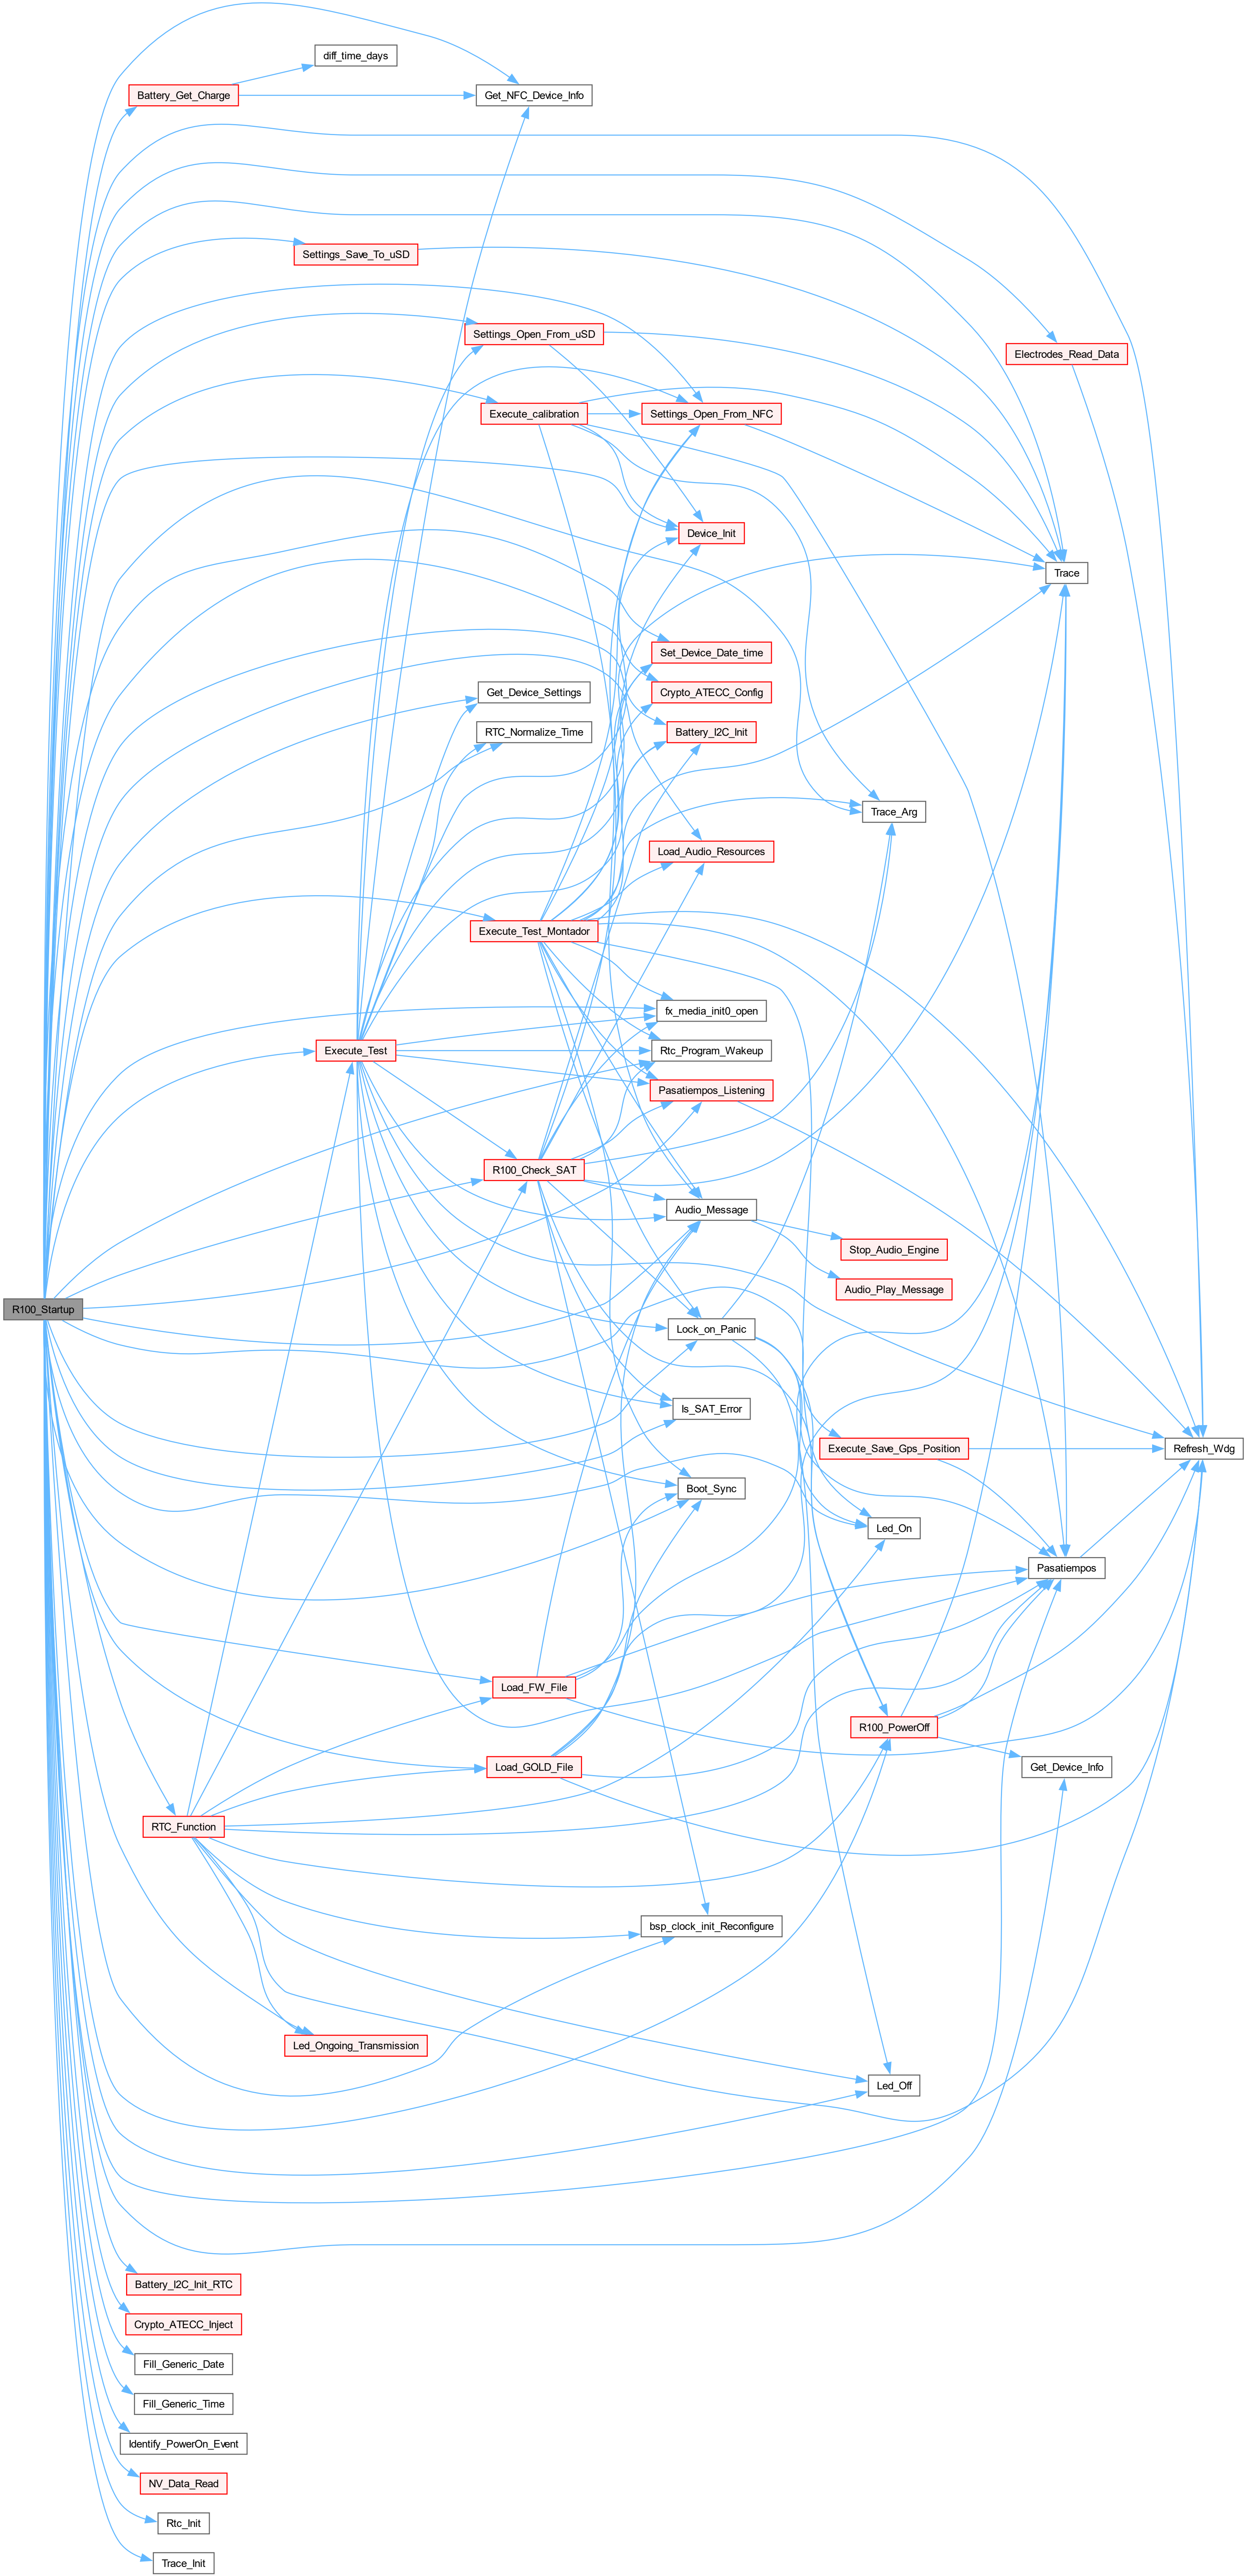 diff_time_days
Battery_Get_Charge
Get_NFC_Device_Info
Settings_Save_To_uSD
Settings_Open_From_uSD
Electrodes_Read_Data
Execute_calibration
Settings_Open_From_NFC
Device_Init
Trace
Set_Device_Date_time
Get_Device_Settings
Crypto_ATECC_Config
RTC_Normalize_Time
Battery_I2C_Init
Trace_Arg
Load_Audio_Resources
Execute_Test_Montador
fx_media_init0_open
Execute_Test
Rtc_Program_Wakeup
Pasatiempos_Listening
R100_Check_SAT
Audio_Message
Stop_Audio_Engine
Audio_Play_Message
R100_Startup
Lock_on_Panic
Is_SAT_Error
Execute_Save_Gps_Position
Refresh_Wdg
Boot_Sync
Led_On
Pasatiempos
Load_FW_File
R100_PowerOff
Load_GOLD_File
Get_Device_Info
RTC_Function
bsp_clock_init_Reconfigure
Led_Ongoing_Transmission
Led_Off
Battery_I2C_Init_RTC
Crypto_ATECC_Inject
Fill_Generic_Date
Fill_Generic_Time
Identify_PowerOn_Event
NV_Data_Read
Rtc_Init
Trace_Init